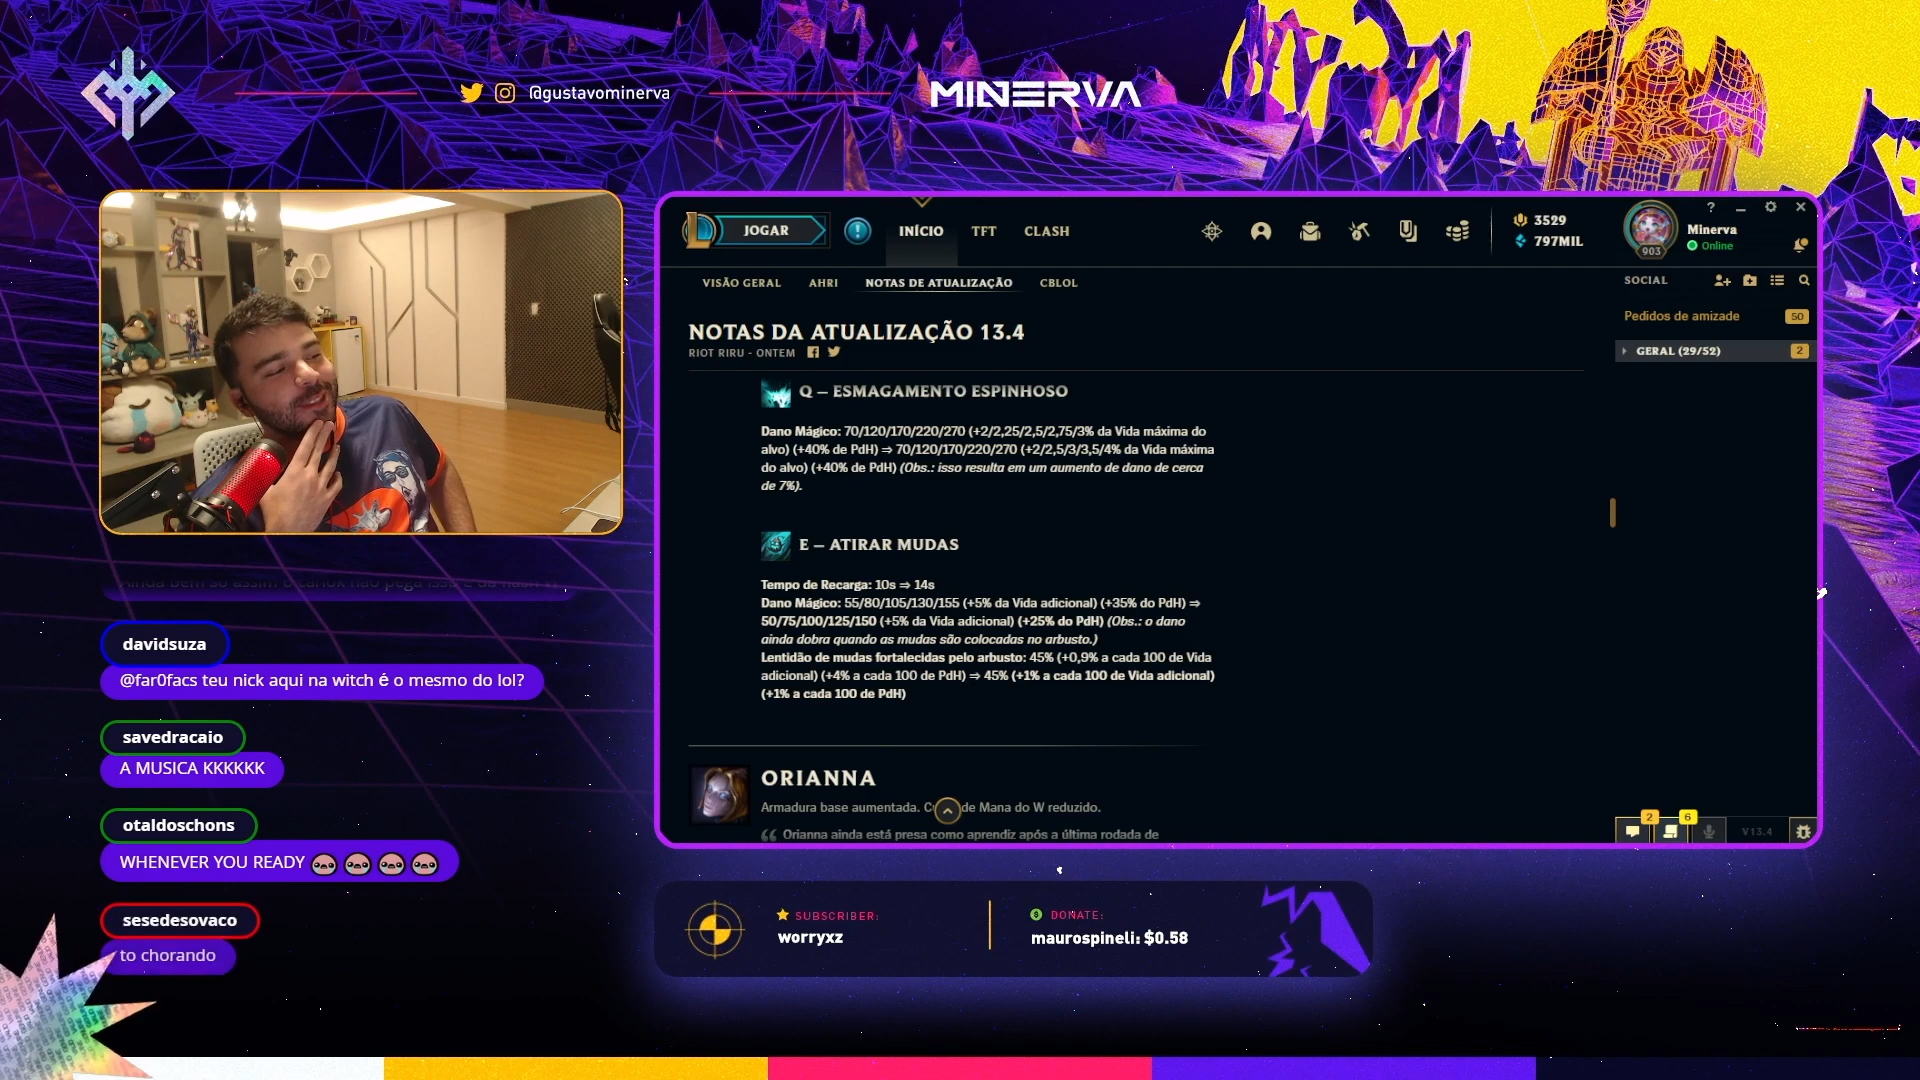 @gustavominerva
MINERVA
JOGAR
INÍCIO
TFT
CLASH
3529
797MIL
903
Minerva
Online
VISÃO GERAL
AHRI
NOTAS DE ATUALIZAÇÃO
CBLOL
SOCIAL
Pedidos de amizade
50
GERAL (29/52)
2
NOTAS DA ATUALIZAÇÃO 13.4
RIOT RIRU - ONTEM
Q — ESMAGAMENTO ESPINHOSO
Dano Mágico: 70/120/170/220/270 (+2/2,25/2,5/2,75/3% da Vida máxima do
alvo) (+40% de PdH) ⇒ 70/120/170/220/270 (+2/2,5/3/3,5/4% da Vida máxima
do alvo) (+40% de PdH) (Obs.: isso resulta em um aumento de dano de cerca
de 7%).
E — ATIRAR MUDAS
Tempo de Recarga: 10s ⇒ 14s
Dano Mágico: 55/80/105/130/155 (+5% da Vida adicional) (+35% do PdH) ⇒
50/75/100/125/150 (+5% da Vida adicional) (+25% do PdH) (Obs.: o dano
ainda dobra quando as mudas são colocadas no arbusto.)
Lentidão de mudas fortalecidas pelo arbusto: 45% (+0,9% a cada 100 de Vida
adicional) (+4% a cada 100 de PdH) ⇒ 45% (+1% a cada 100 de Vida adicional)
(+1% a cada 100 de PdH)
ORIANNA
Armadura base aumentada. de Mana do W reduzido.
Orianna ainda está presa como aprendiz após a última rodada de
2
6
V13.4
davidsuza
@far0facs teu nick aqui na witch é o mesmo do lol?
savedracaio
A MUSICA KKKKKK
otaldoschons
WHENEVER YOU READY
sesedesovaco
to chorando
SUBSCRIBER:
worryxz
DONATE:
maurospineli: $0.58